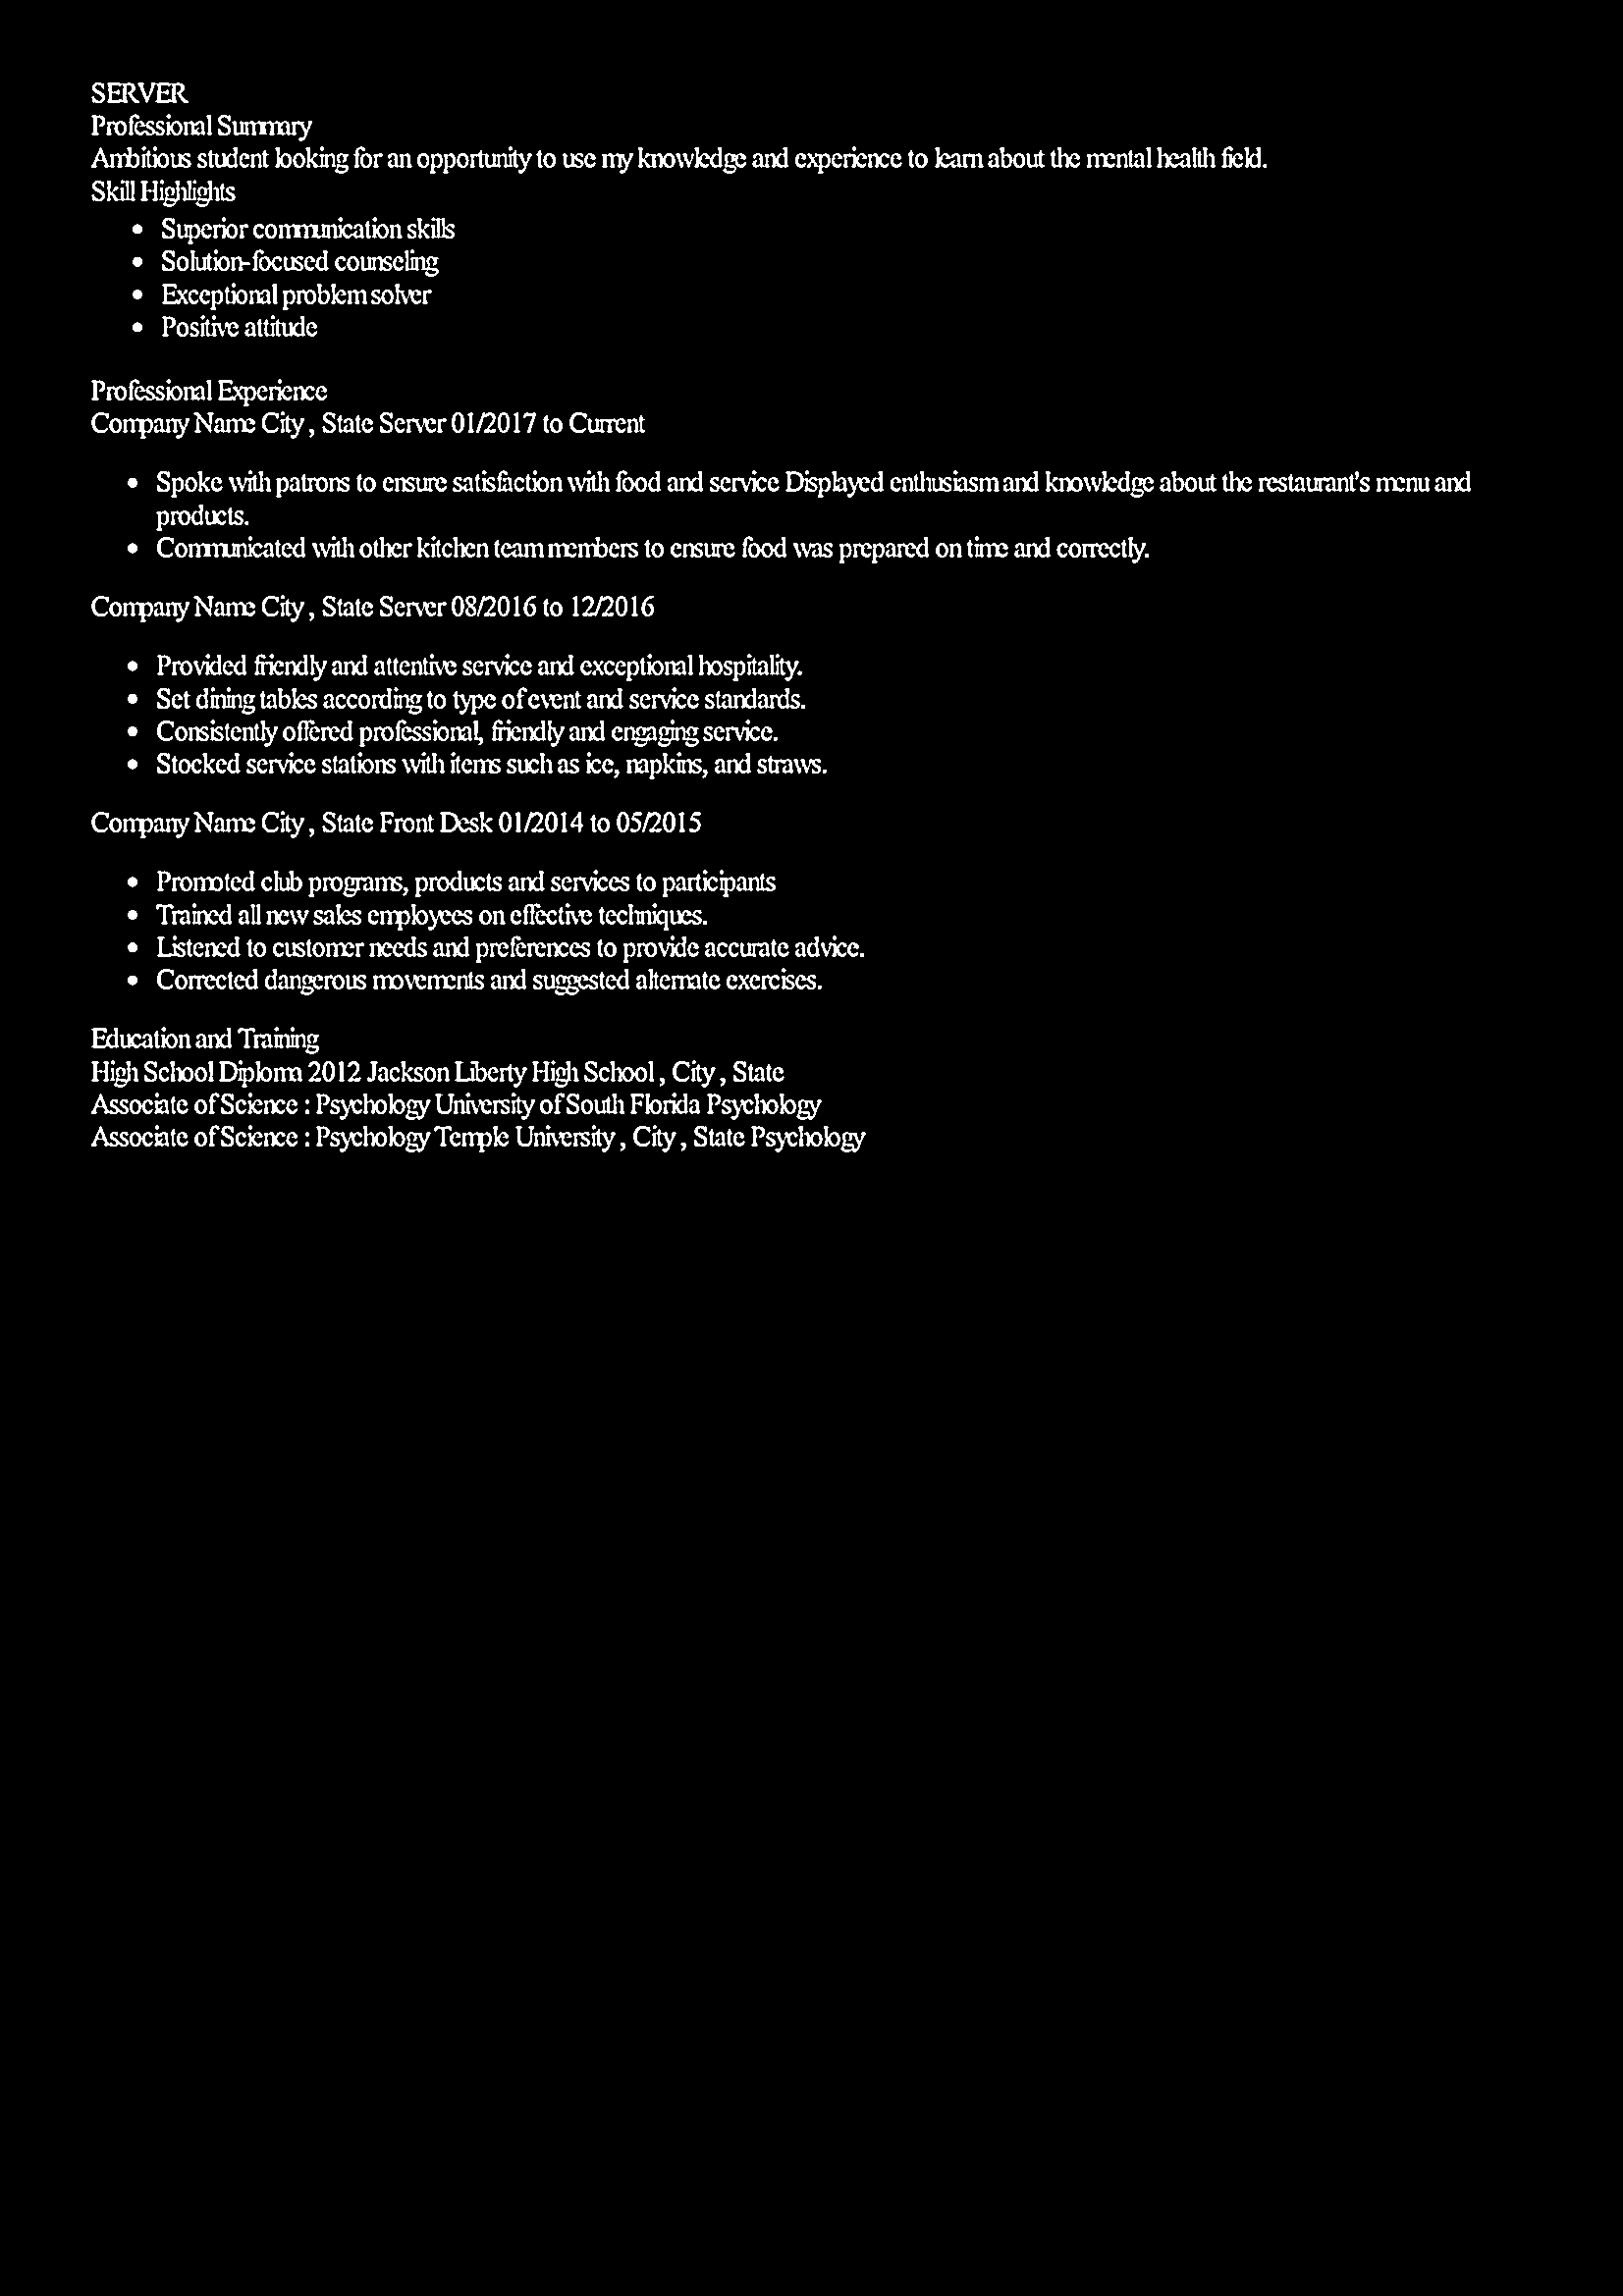 SERVER
Professional Summary
Ambitious student looking for an opportunity to use my knowledge and experience to learn about the mental health field.
Skill Highlights
• Superior communication skills
• Solution-focused counseling
• Exceptional problem solver
• Positive attitude
Professional Experience
Company Name City , State Server 01/2017 to Current
• Spoke with patrons to ensure satisfaction with food and service Displayed enthusiasm and knowledge about the restaurant's menu and
products.
• Communicated with other kitchen team members to ensure food was prepared on time and correctly.
Company Name City , State Server 08/2016 to 12/2016
• Provided friendly and attentive service and exceptional hospitality.
• Set dining tables according to type of event and service standards.
• Consistently offered professional, friendly and engaging service.
• Stocked service stations with items such as ice, napkins, and straws.
Company Name City , State Front Desk 01/2014 to 05/2015
• Promoted club programs, products and services to participants
• Trained all new sales employees on effective techniques.
• Listened to customer needs and preferences to provide accurate advice.
• Corrected dangerous movements and suggested alternate exercises.
Education and Training
High School Diploma 2012 Jackson Liberty High School , City , State
Associate of Science : Psychology University of South Florida Psychology
Associate of Science : Psychology Temple University , City , State Psychology